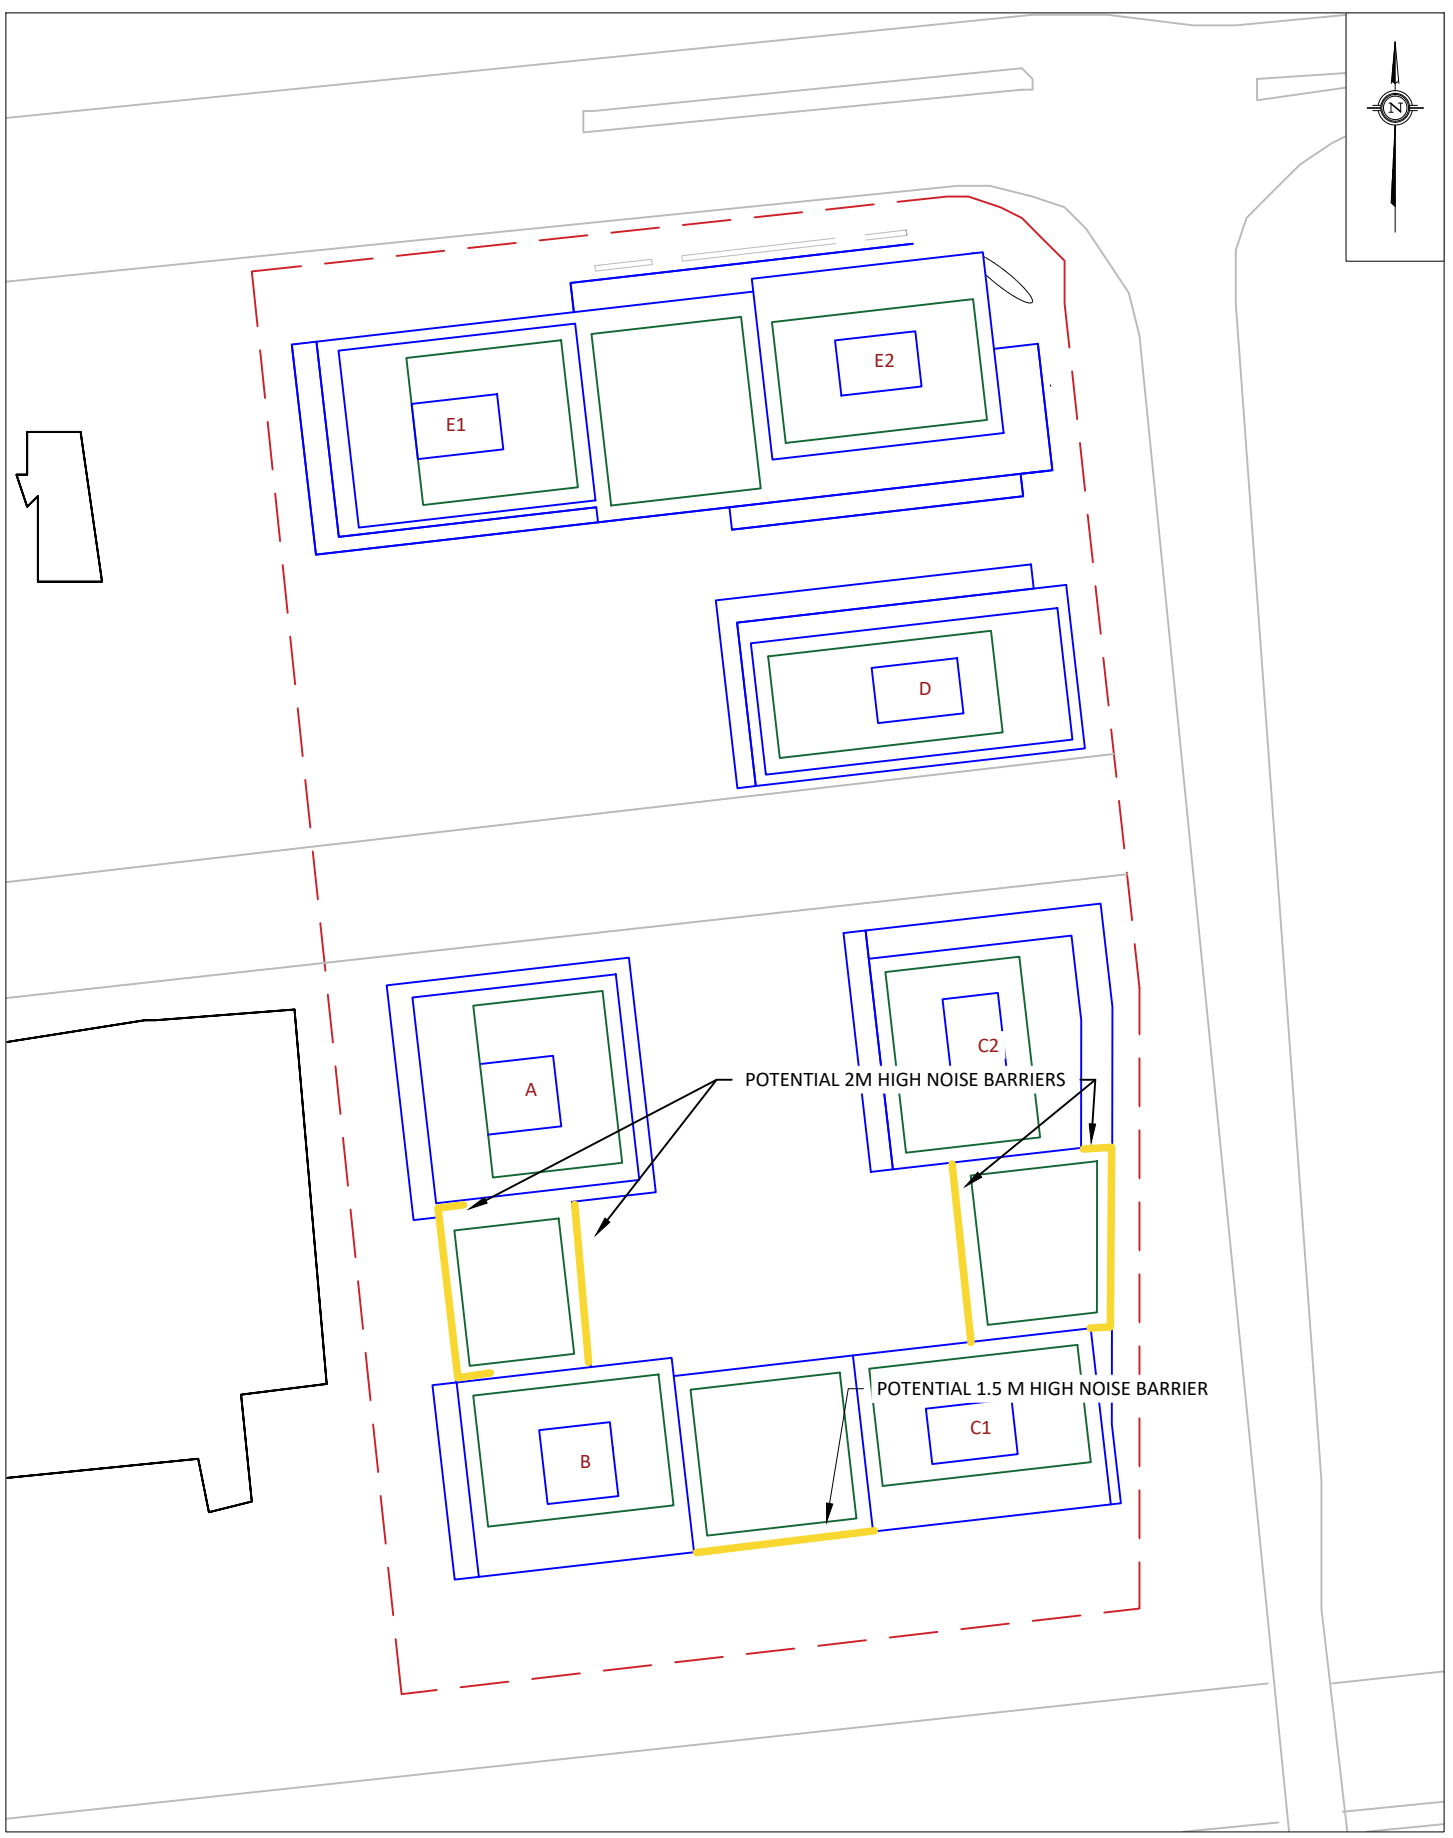 N
E2
E1
D
C2
POTENTIAL 2M HIGH NOISE BARRIERS
A
POTENTIAL 1.5 M HIGH NOISE BARRIER
C1
B